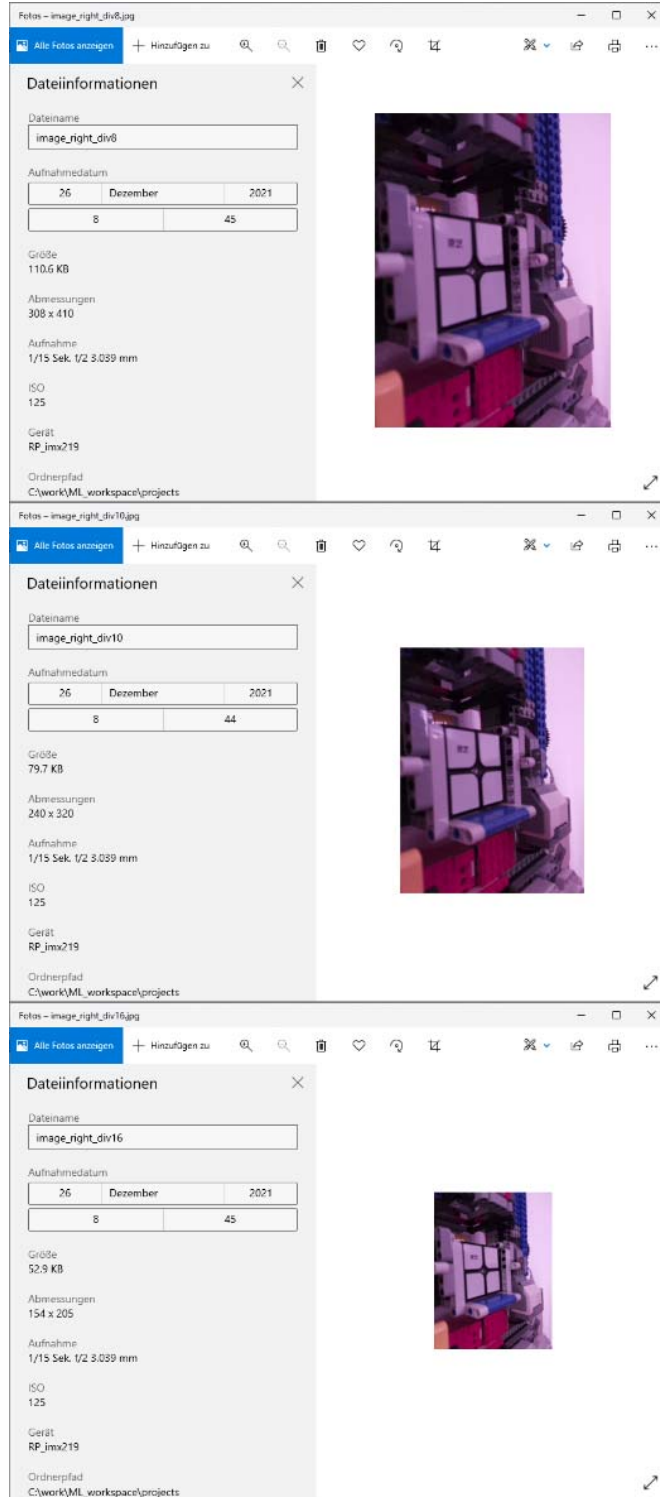 Fotos – image_right_div8.jpg
Alle Fotos anzeigen
Hinzufügen zu
Dateiinformationen
Dateiname
image_right_div8
Aufnahmedatum
26 Dezember 2021
8 45
Größe
110.6 KB
Abmessungen
308 x 410
Aufnahme
1/15 Sek. f/2 3.039 mm
ISO
125
Gerät
RP_imx219
Ordnerpfad
C:\work\ML_workspace\projects
Fotos – image_right_div10.jpg
Alle Fotos anzeigen
Hinzufügen zu
Dateiinformationen
Dateiname
image_right_div10
Aufnahmedatum
26 Dezember 2021
8 44
Größe
79.7 KB
Abmessungen
240 x 320
Aufnahme
1/15 Sek. f/2 3.039 mm
ISO
125
Gerät
RP_imx219
Ordnerpfad
C:\work\ML_workspace\projects
Fotos – image_right_div16.jpg
Alle Fotos anzeigen
Hinzufügen zu
Dateiinformationen
Dateiname
image_right_div16
Aufnahmedatum
26 Dezember 2021
8 45
Größe
52.9 KB
Abmessungen
154 x 205
Aufnahme
1/15 Sek. f/2 3.039 mm
ISO
125
Gerät
RP_imx219
Ordnerpfad
C:\work\ML_workspace\projects